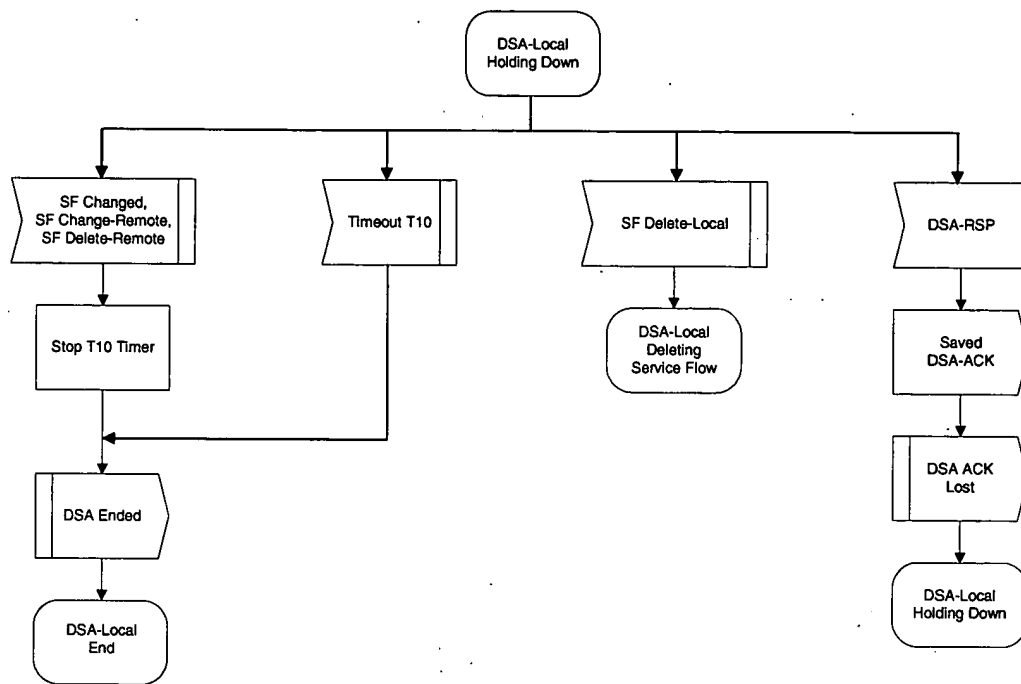 DSA-Local
Holding Down
SF Changed,
SF Change-Remote,
SF Delete-Remote
Timeout T10
SF Delete-Local
DSA-RSP
Stop T10 Timer
DSA-Local
Deleting
Service Flow
Saved
DSA-ACK
DSA Ended
DSA ACK
Lost
DSA-Local
End
DSA-Local
Holding Down